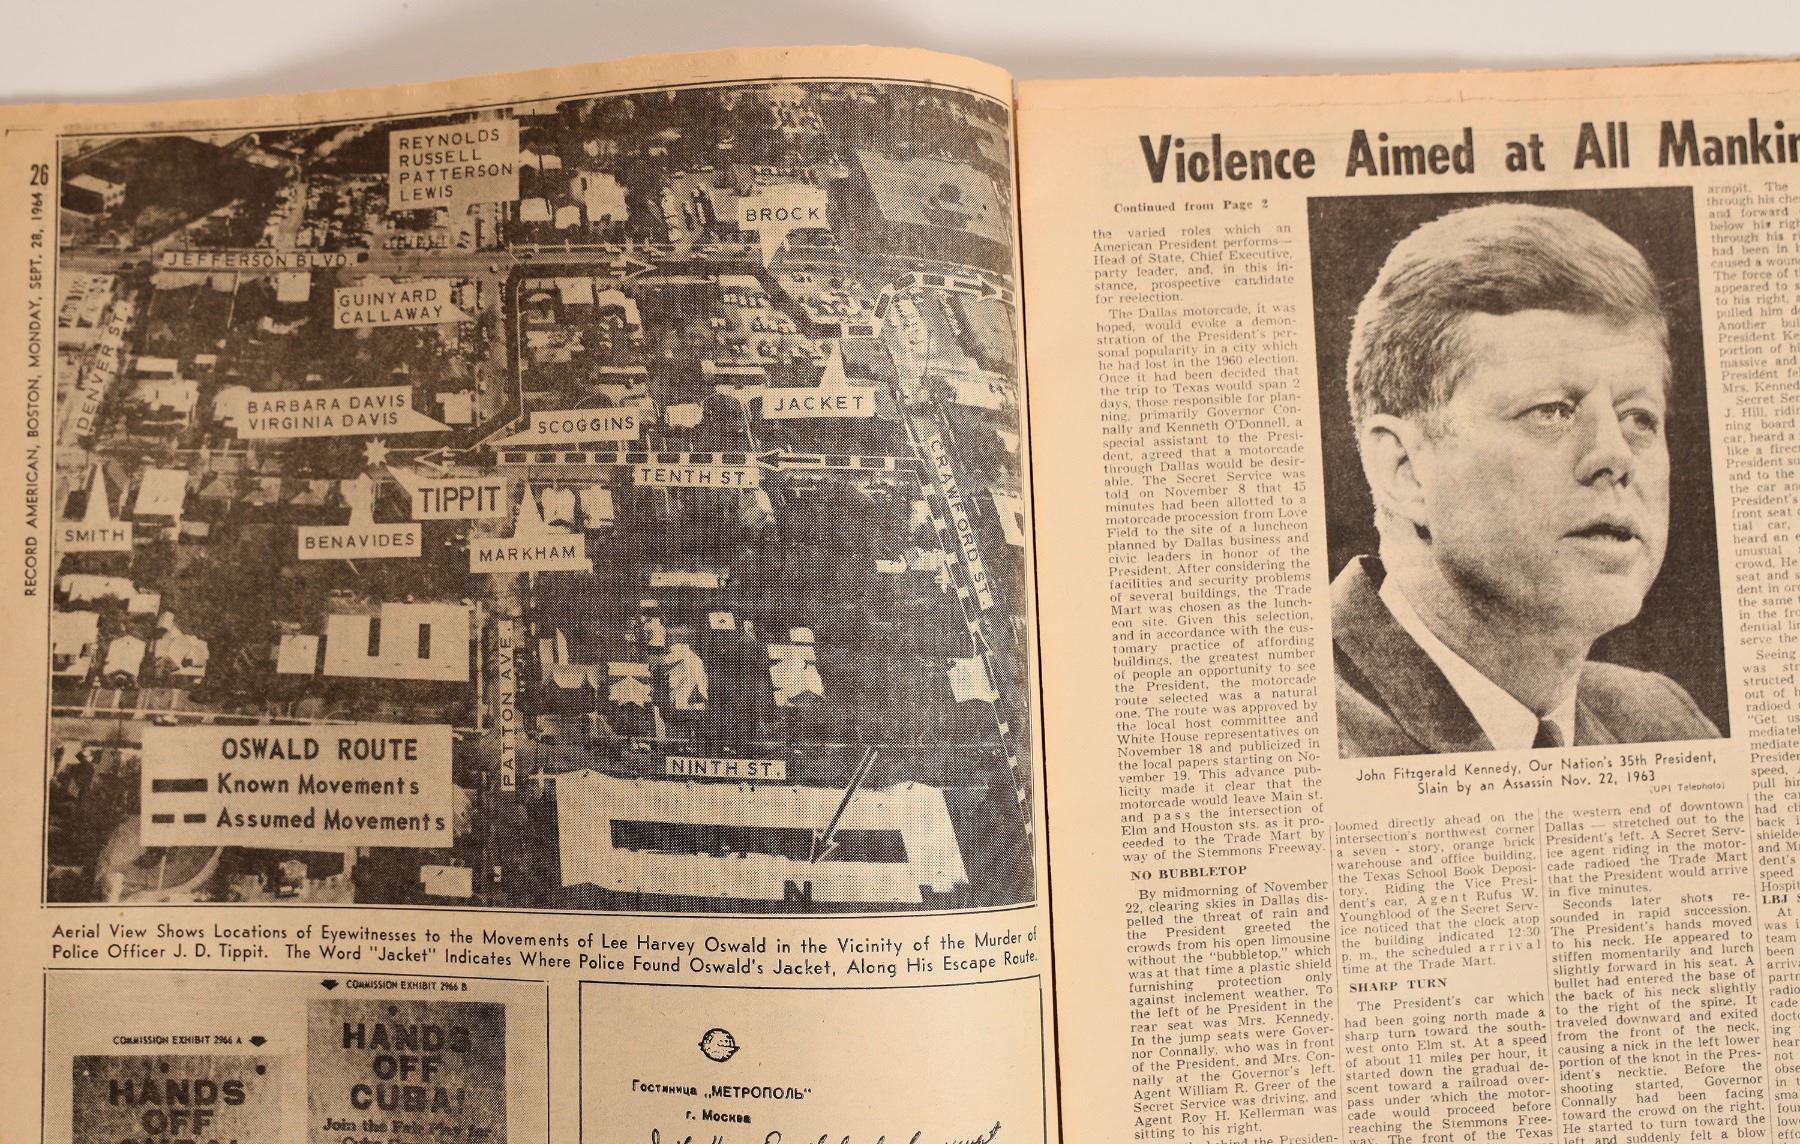 26
RECORD AMERICAN, BOSTON, MONDAY, SEPT. 28, 1964
REYNOLDS
RUSSELL
PATTERSON
LEWIS
BROCK
JEFFERSON BLVD.
GUINYARD
CALLAWAY
DENVER ST.
BARBARA DAVIS
VIRGINIA DAVIS
SCOGGINS
JACKET
TENTH ST.
CRAWFORD ST.
TIPPIT
SMITH
BENAVIDES
MARKHAM
PATTON AVE.
NINTH ST.
N
OSWALD ROUTE
Known Movements
Assumed Movements
Aerial View Shows Locations of Eyewitnesses to the Movements of Lee Harvey Oswald in the Vicinity of the Murder of
Police Officer J. D. Tippit. The Word "Jacket" Indicates Where Police Found Oswald's Jacket, Along His Escape Route.
COMMISSION EXHIBIT 2966 A
HANDS
OFF
COMMISSION EXHIBIT 2966 B
HANDS
OFF
CUBA!
Join the Fair Play for
Гостиница „МЕТРОПОЛЬ"
г. Москва
Violence Aimed at All
Continued from Page 2
the varied roles which an
American President performs—
Head of State, Chief Executive,
party leader, and, in this in-
stance, prospective candidate
for reelection.
The Dallas motorcade, it was
hoped, would evoke a demon-
stration of the President's per-
sonal popularity in a city which
he had lost in the 1960 election.
Once it had been decided that
the trip to Texas would span 2
days, those responsible for plan-
ning, primarily Governor Con-
nally and Kenneth O'Donnell, a
special assistant to the Presi-
dent, agreed that a motorcade
through Dallas would be desir-
able. The Secret Service was
told on November 8 that 45
minutes had been allotted to a
motorcade procession from Love
Field to the site of a luncheon
planned by Dallas business and
civic leaders in honor of the
President. After considering the
facilities and security problems
of several buildings, the Trade
Mart was chosen as the lunch-
eon site. Given this selection,
and in accordance with the cus-
tomary practice of affording
buildings, the greatest number
of people an opportunity to see
the President, the motorcade
route selected was a natural
one. The route was approved by
the local host committee and
White House representatives on
November 18 and publicized in
the local papers starting on No-
vember 19. This advance pub-
licity made it clear that the
motorcade would leave Main st.
and pass the intersection of
Elm and Houston sts. as it pro-
ceeded to the Trade Mart by
way of the Stemmons Freeway.
NO BUBBLETOP
By midmorning of November
22, clearing skies in Dallas dis-
pelled the threat of rain and
the President greeted the
crowds from his open limousine
without the "bubbletop," which
was at that time a plastic shield
furnishing protection only
against inclement weather. To
the left of he President in the
rear seat was Mrs. Kennedy.
In the jump seats were Gover-
nor Connally, who was in front
of the President, and Mrs. Con-
nally at the Governor's left.
Agent William R. Greer of the
Secret Service was driving, and
Agent Roy H. Kellerman was
sitting to his right.
John Fitzgerald Kennedy, Our Nation's 35th President,
Slain by an Assassin Nov. 22, 1963
(UPI Telephoto)
loomed directly ahead on the
intersection's northwest corner
a seven - story, orange brick
warehouse and office building,
the Texas School Book Deposi-
tory. Riding the Vice Presi-
dent's car, Agent Rufus W.
Youngblood of the Secret Serv-
ice noticed that the clock atop
the building indicated 12:30
p. m., the scheduled arrival
time at the Trade Mart.
SHARP TURN
The President's car which
had been going north made a
sharp turn toward the south-
west onto Elm st. At a speed
of about 11 miles per hour, it
started down the gradual de-
scent toward a railroad over-
pass under which the motor-
cade would proceed before
reaching the Stemmons Free-
way. The front of the Texas
the western end of downtown
Dallas — stretched out to the
President's left. A Secret Serv-
ice agent riding in the motor-
cade radioed the Trade Mart
that the President would arrive
in five minutes.
Seconds later shots re-
sounded in rapid succession.
The President's hands moved
to his neck. He appeared to
stiffen momentarily and lurch
slightly forward in his seat. A
bullet had entered the base of
the back of his neck slightly
to the right of the spine. It
traveled downward and exited
from the front of the neck,
causing a nick in the left lower
portion of the knot in the Pres-
ident's necktie. Before the
shooting started, Governor
Connally had been facing
toward the crowd on the right.
He started to turn toward the
left and suddenly felt a blow